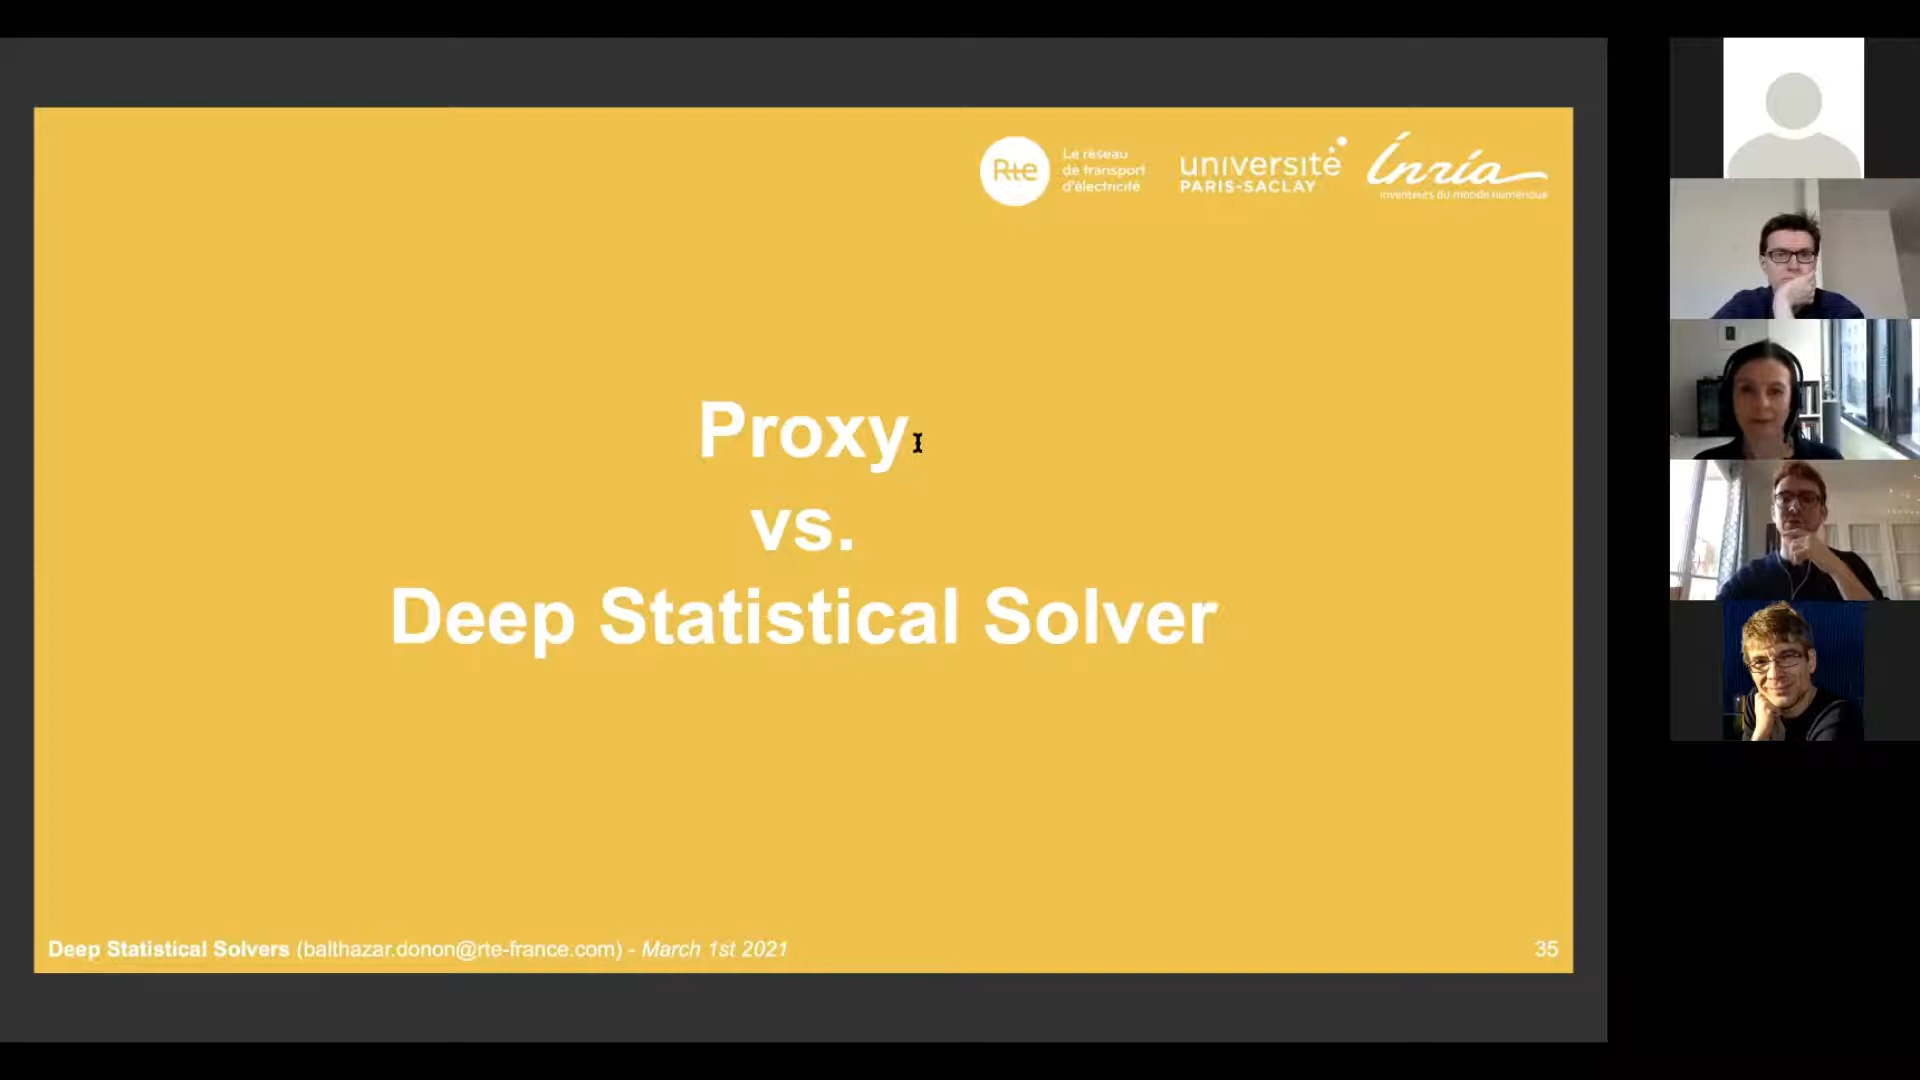 Rte
Le réseau
de transport
d'électricité
université
PARIS-SACLAY
Inria
inventeurs du monde numérique
Proxy
vs.
Deep Statistical Solver
Deep Statistical Solvers (balthazar.donon@rte-france.com) - March 1st 2021
35